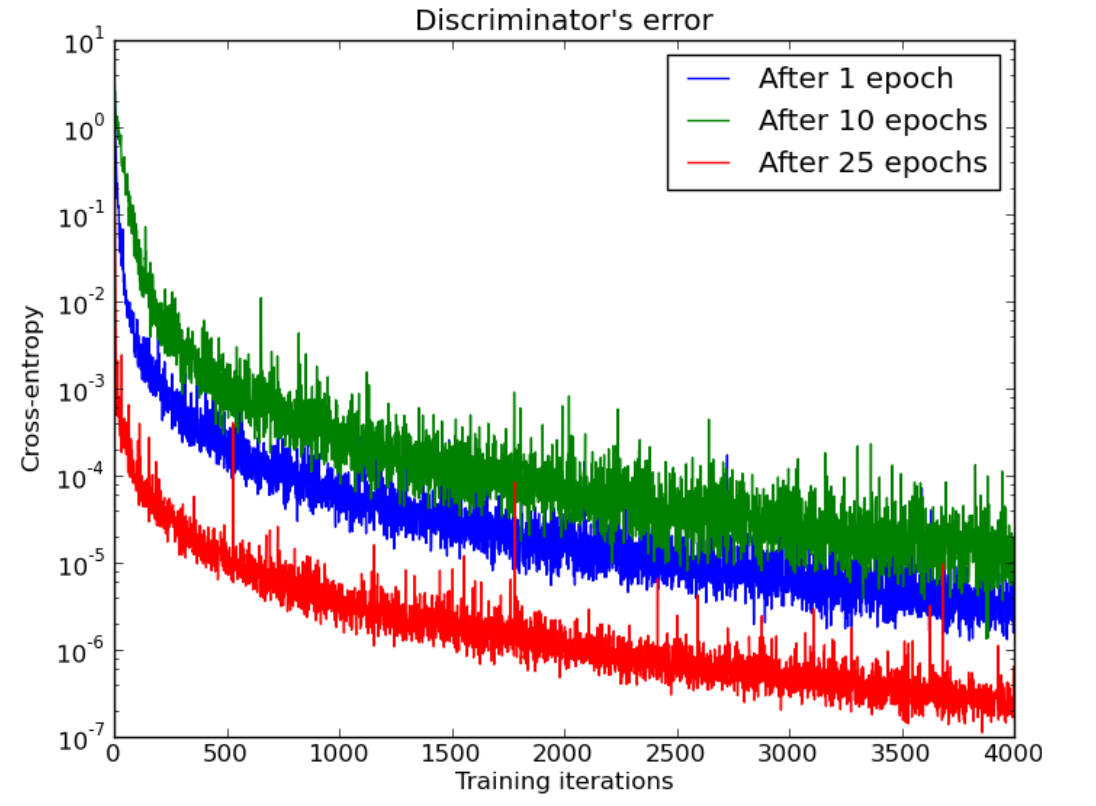 Discriminator's error
After 1 epoch
After 10 epochs
After 25 epochs
Cross-entropy
10^1
10^0
10^-1
10^-2
10^-3
10^-4
10^-5
10^-6
10^-7
0 500 1000 1500 2000 2500 3000 3500 4000
Training iterations